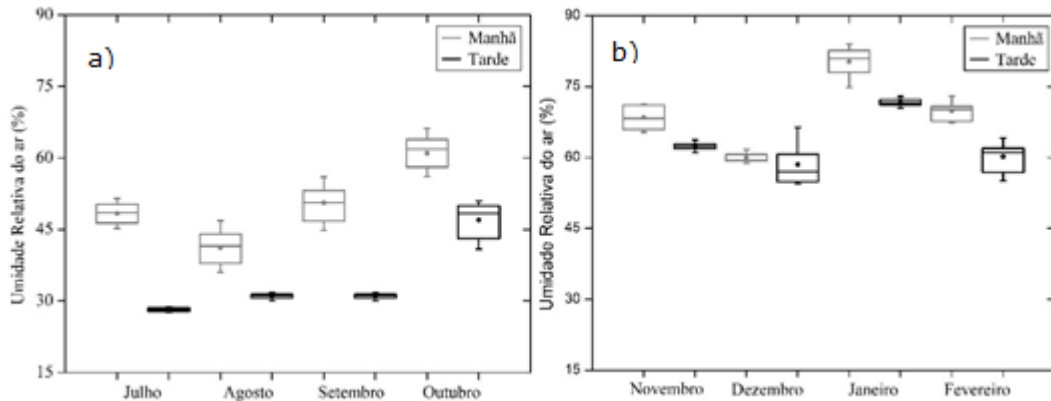 a)
Manhã
Tarde
Umidade Relativa do ar (%)
90
75
60
45
30
15
Julho Agosto Setembro Outubro
b)
Manhã
Tarde
Umidado Relativa do ar (%)
90
75
60
45
30
15
Novembro Dezembro Janeiro Fevereiro